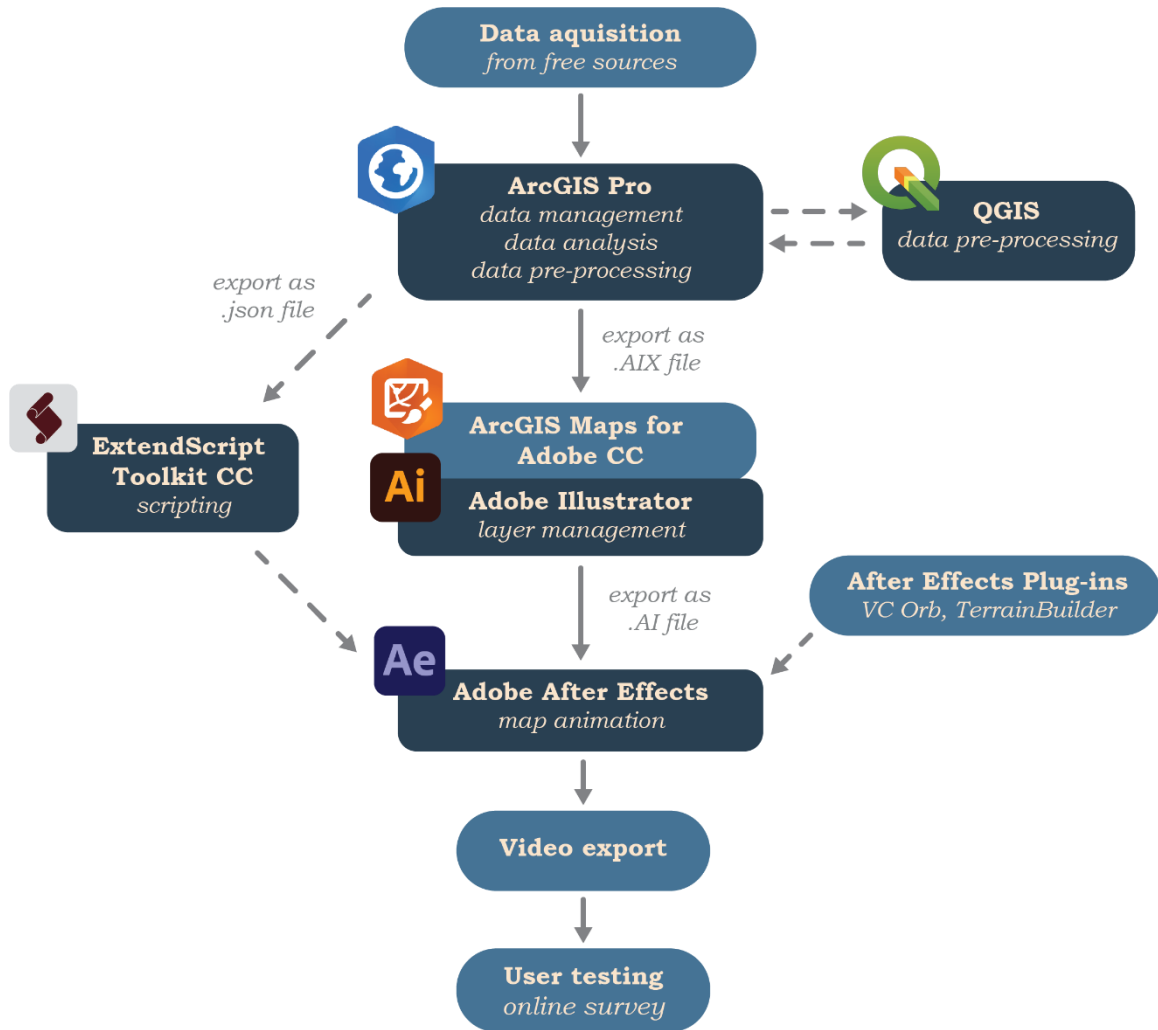 Data aquisition
from free sources
ArcGIS Pro
data management
data analysis
data pre-processing
QGIS
data pre-processing
export as
.json file
export as
.AIX file
ArcGIS Maps for
Adobe CC
ExtendScript
Toolkit CC
scripting
Ai
Adobe Illustrator
layer management
After Effects Plug-ins
VC Orb, TerrainBuilder
export as
.AI file
Ae
Adobe After Effects
map animation
Video export
User testing
online survey